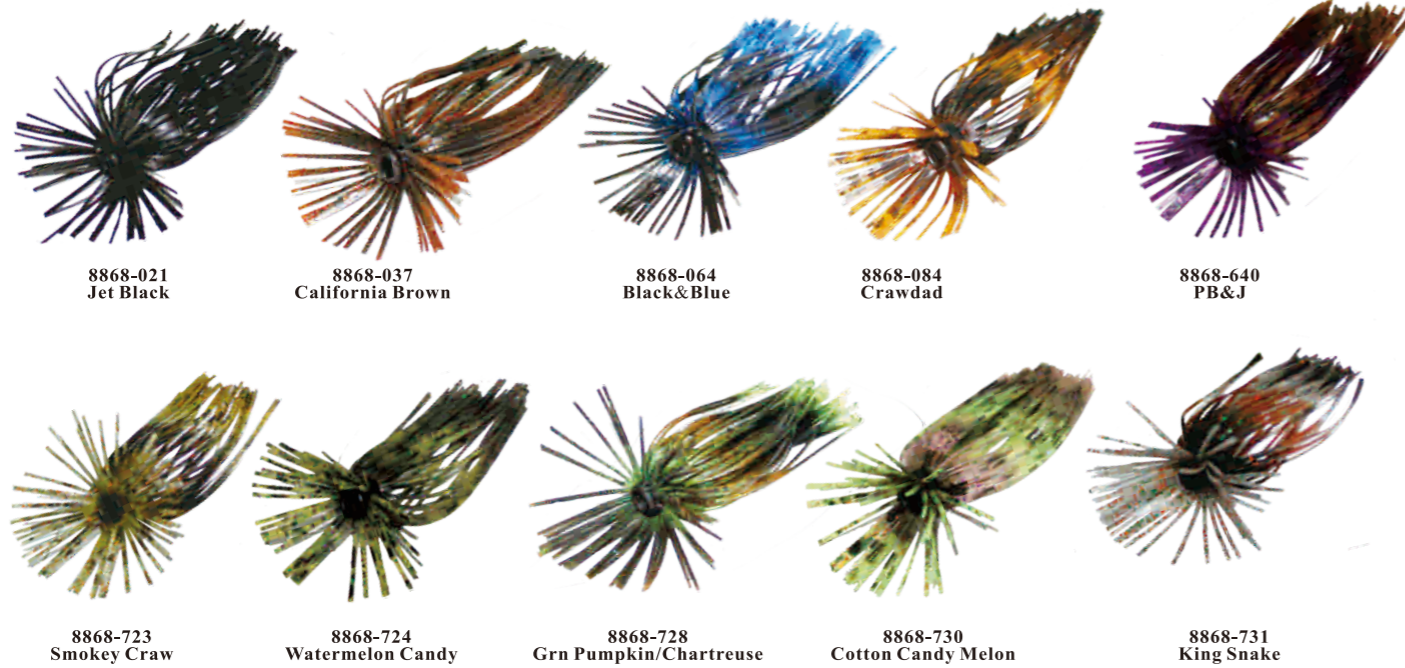 8868-021
Jet Black
8868-037
California Brown
8868-064
Black&Blue
8868-084
Crawdad
8868-640
PB&J
8868-723
Smokey Craw
8868-724
Watermelon Candy
8868-728
Grn Pumpkin/Chartreuse
8868-730
Cotton Candy Melon
8868-731
King Snake